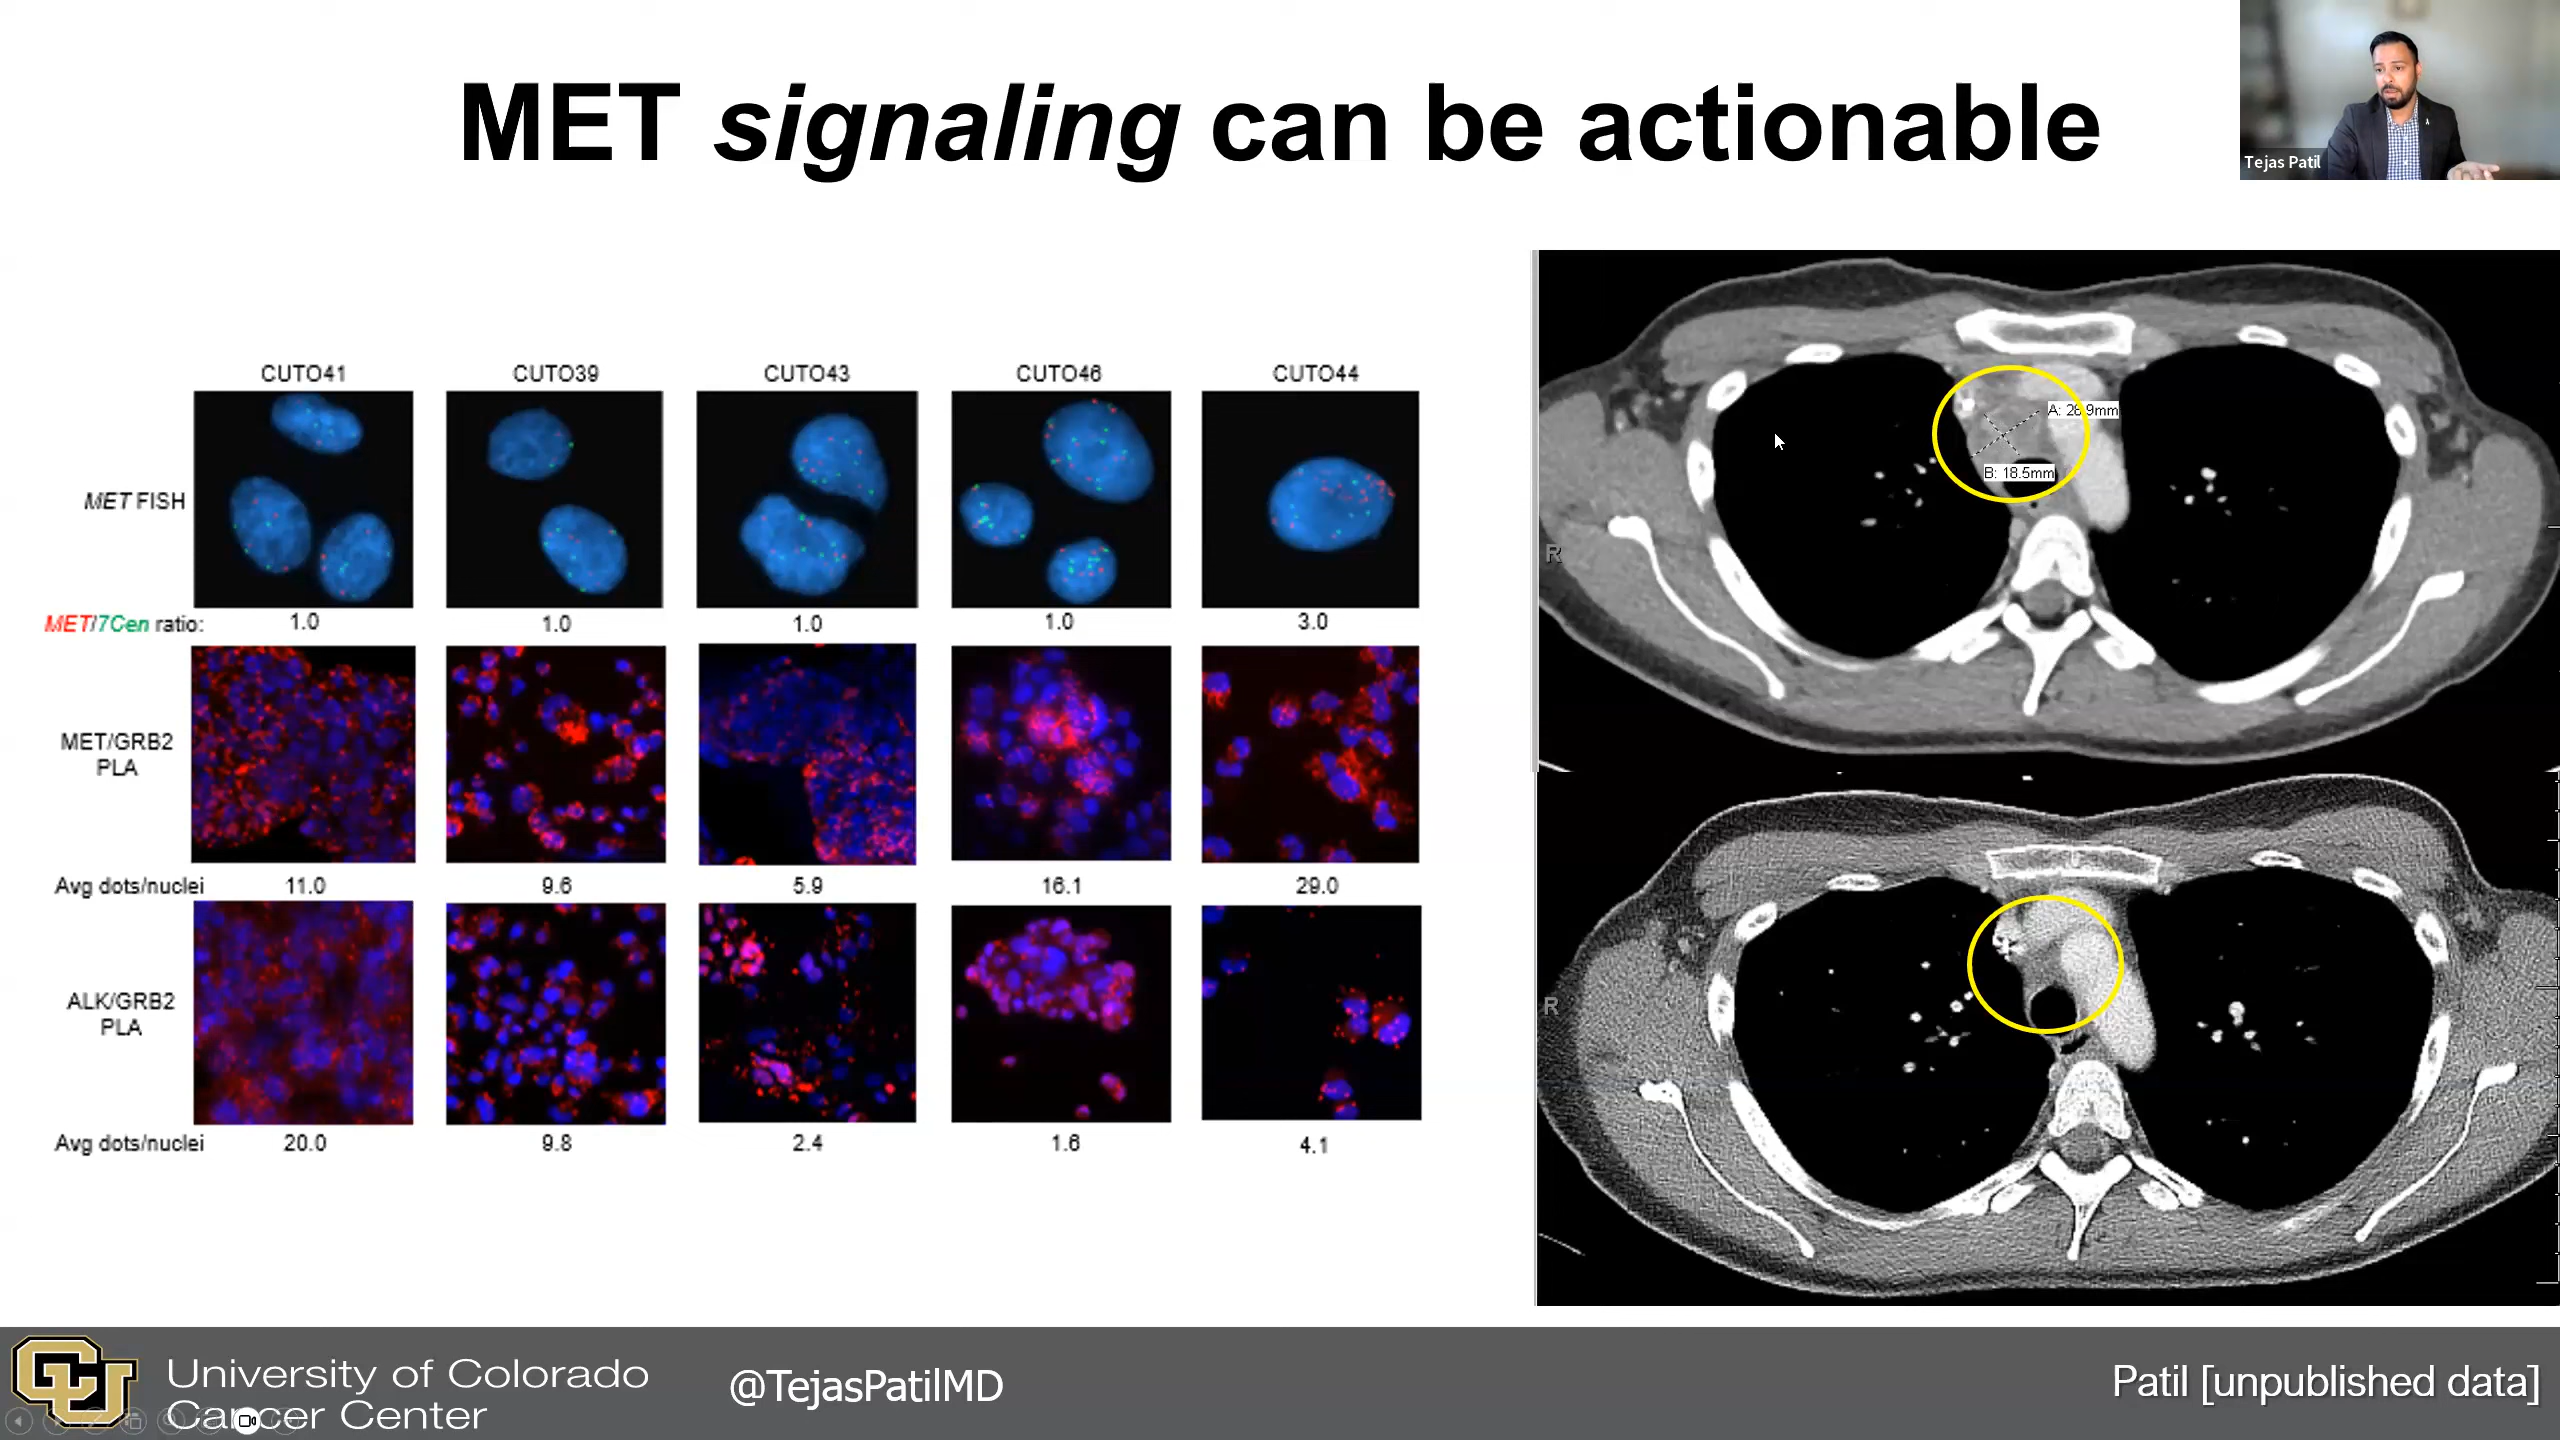 MET signaling can be actionable
Tejas Patil
CUTO41 CUTO39 CUTO43 CUTO46 CUTO44
MET FISH
MET/7Cen ratio: 1.0 1.0 1.0 1.0 3.0
MET/GRB2
PLA
Avg dots/nuclei 11.0 9.6 5.9 16.1 29.0
ALK/GRB2
PLA
Avg dots/nuclei 20.0 9.8 2.4 1.6 4.1
A: 28.9mm
B: 18.5mm
R
R
University of Colorado
Cancer Center
@TejasPatilMD
Patil [unpublished data]